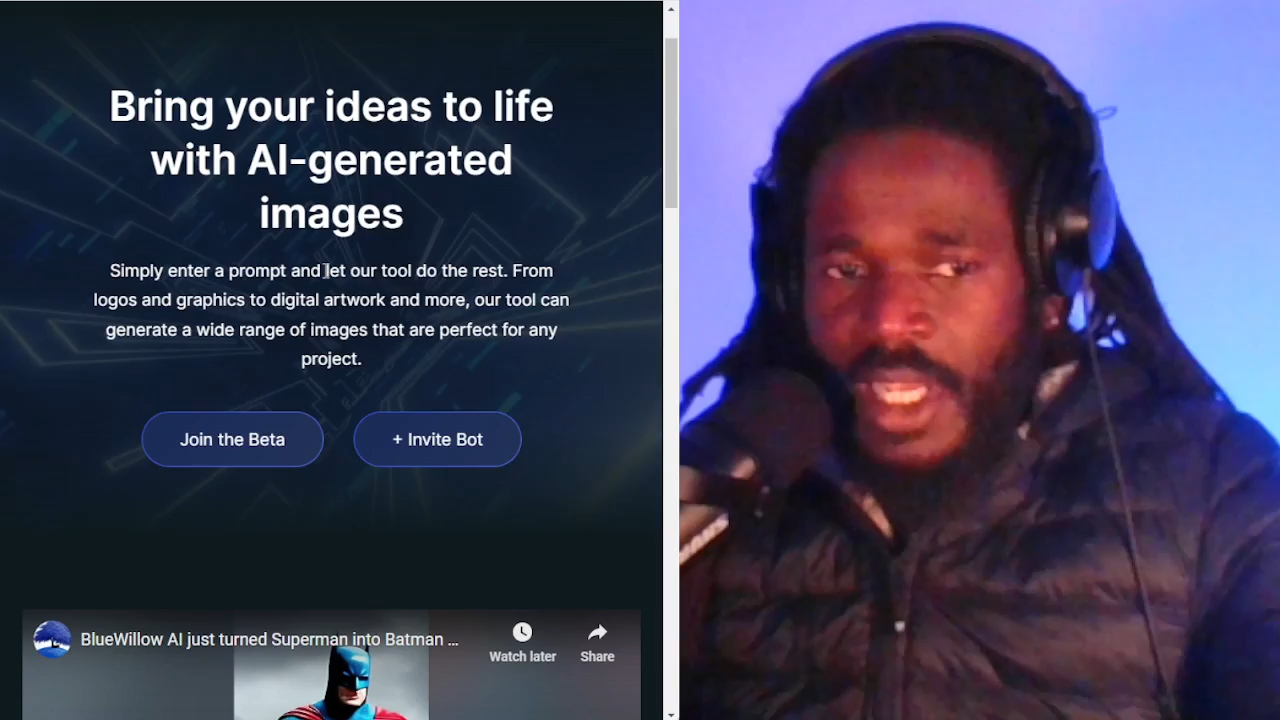 Bring your ideas to life
with AI-generated
images
Simply enter a prompt and let our tool do the rest. From
logos and graphics to digital artwork and more, our tool can
generate a wide range of images that are perfect for any
project.
Join the Beta
+ Invite Bot
BlueWillow AI just turned Superman into Batman ...
Watch later
Share